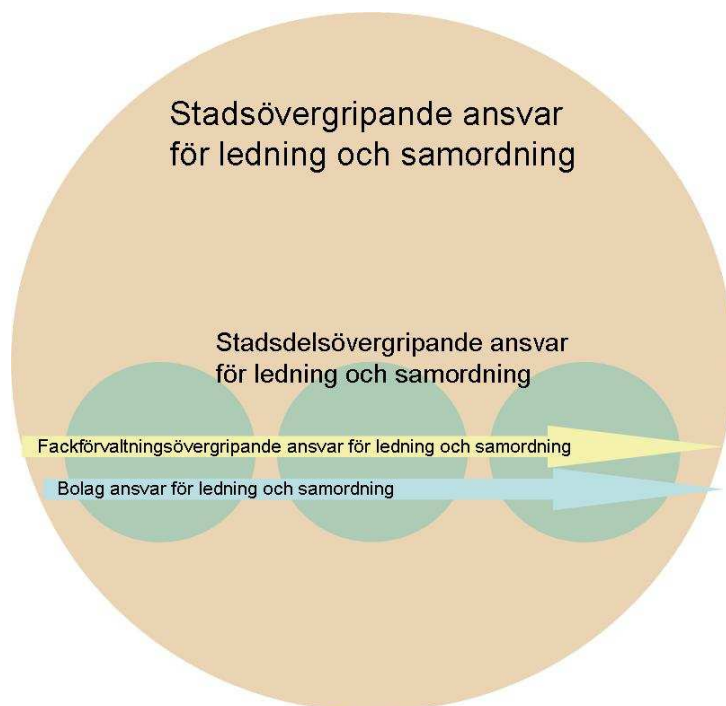 Stadsövergripande ansvar
för ledning och samordning
Stadsdelsövergripande ansvar
för ledning och samordning
Fackförvaltningsövergripande ansvar för ledning och samordning
Bolag ansvar för ledning och samordning